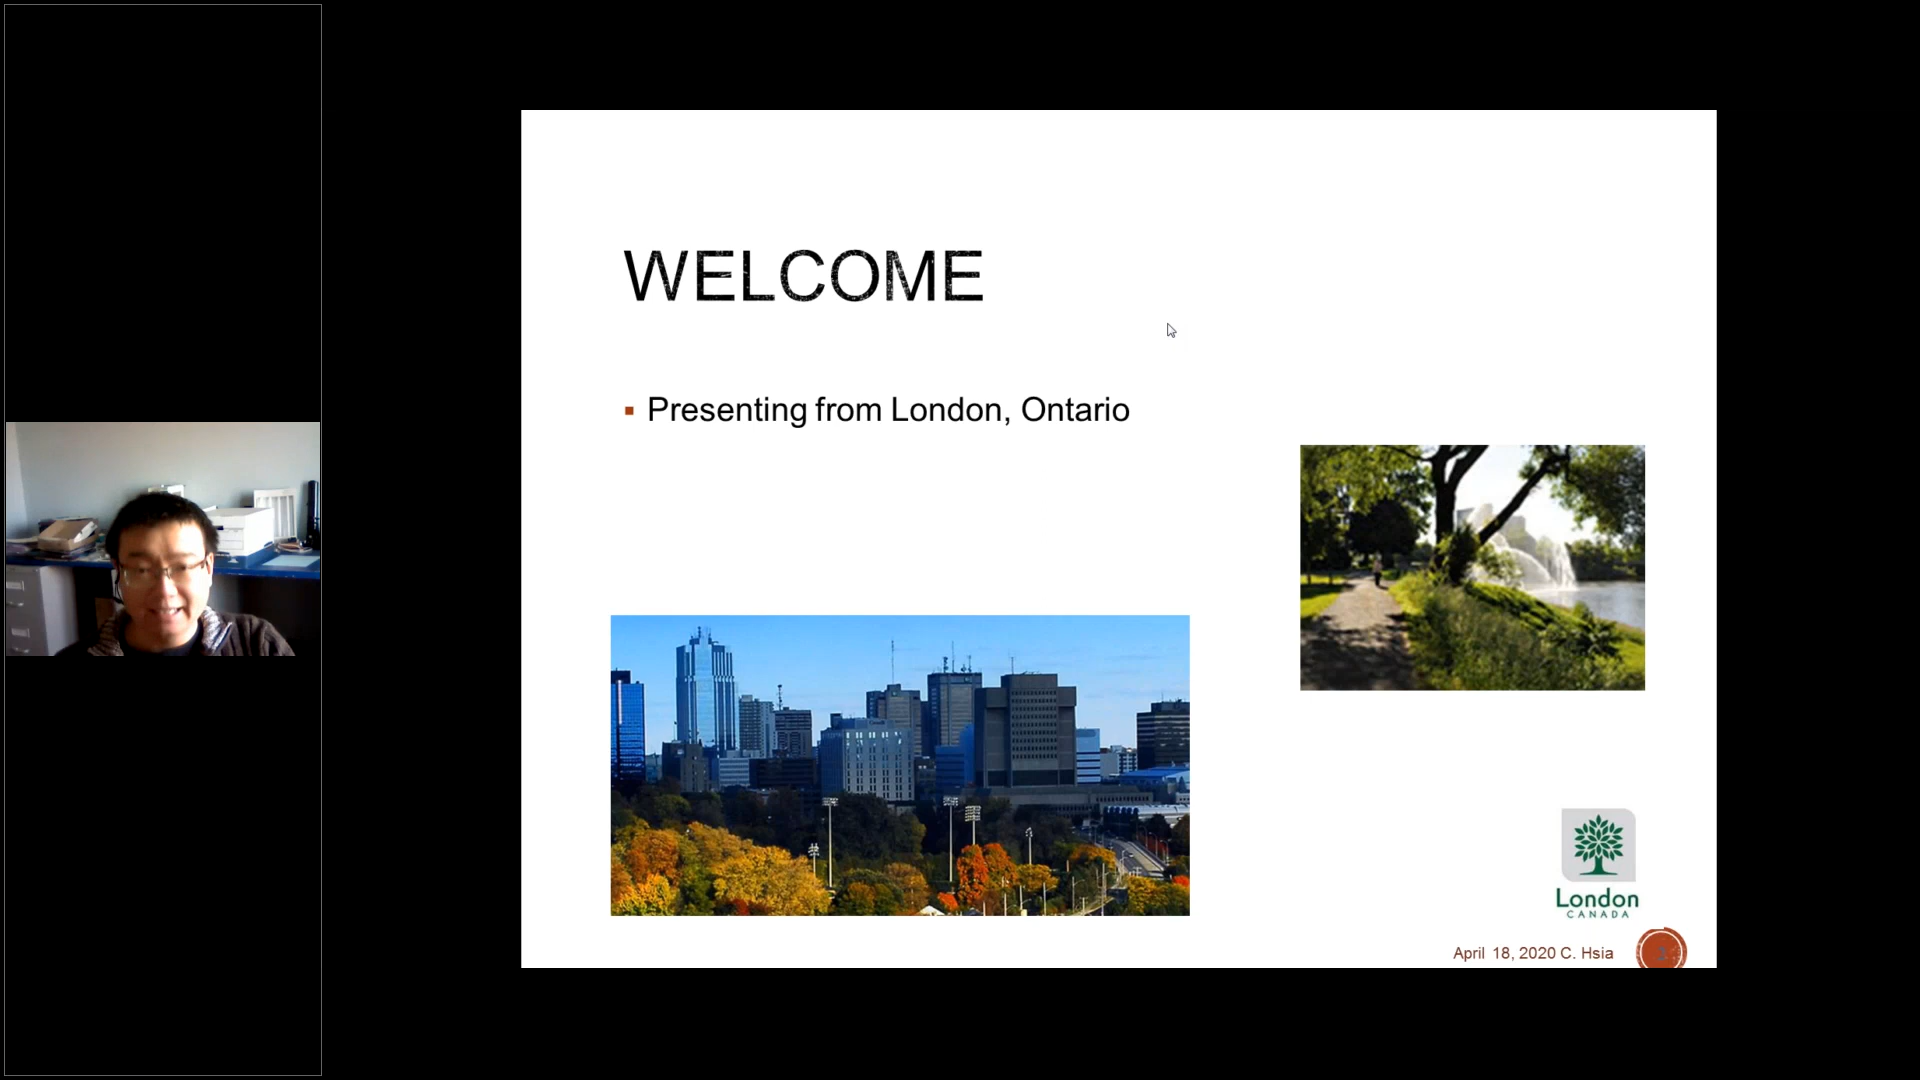 WELCOME
Presenting from London, Ontario
London
CANADA
April 18, 2020 C. Hsia